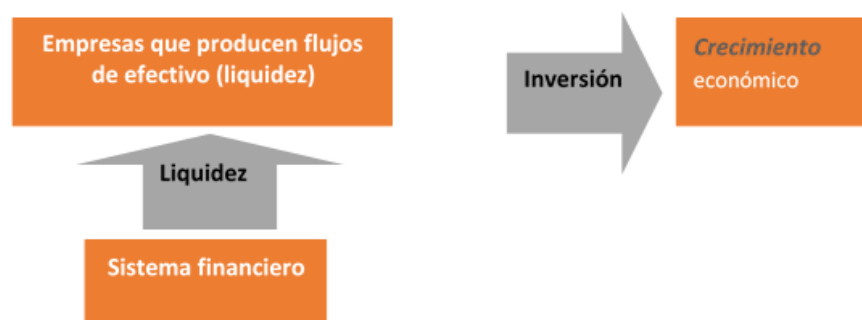 Empresas que producen flujos
de efectivo (liquidez)
Inversión
Crecimiento
económico
Liquidez
Sistema financiero